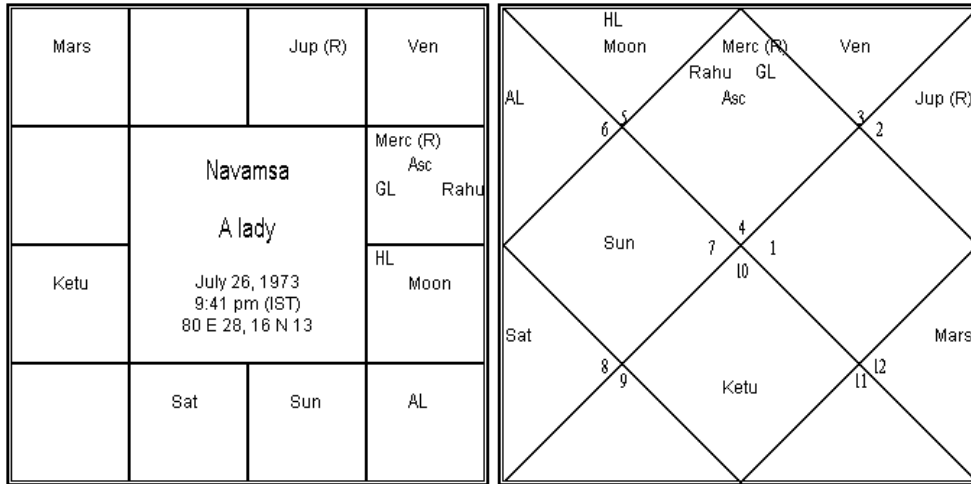 Mars
Jup (R)
Ven
Merc (R)
Asc
GL Rahu
Navamsa
A lady
July 26, 1973
9:41 pm (IST)
80 E 28, 16 N 13
Ketu
HL
Moon
Sat
Sun
AL
HL
Moon
Merc (R)
Ven
Rahu GL
Asc
AL
Jup (R)
5
3
6
2
4
Sun
7
1
10
Sat
Mars
8
12
9
11
Ketu